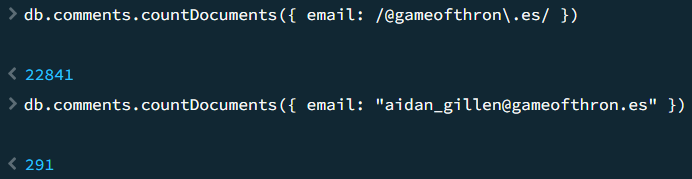 > db.comments.countDocuments({ email: /@gameofthron\.es/ })
< 22841
> db.comments.countDocuments({ email: "aidan_gillen@gameofthron.es" })
< 291